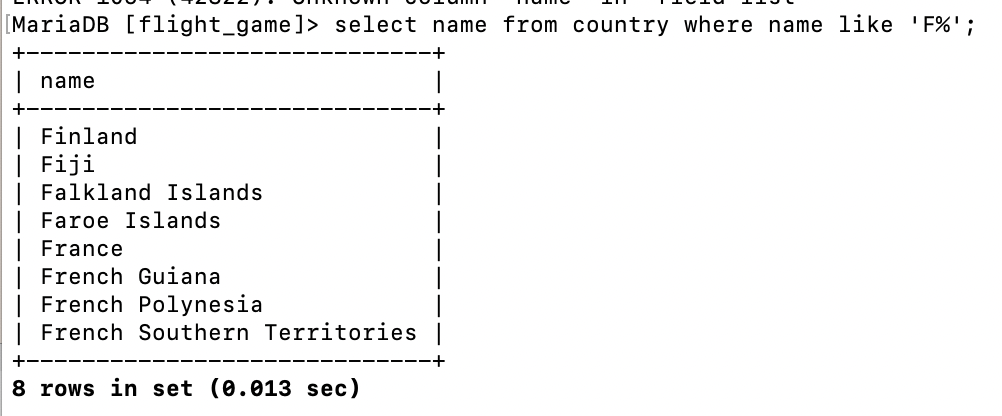 [MariaDB [flight_game]> select name from country where name like 'F%';
+-----------------------------+
| name                        |
+-----------------------------+
| Finland                     |
| Fiji                        |
| Falkland Islands            |
| Faroe Islands               |
| France                      |
| French Guiana               |
| French Polynesia            |
| French Southern Territories |
+-----------------------------+
8 rows in set (0.013 sec)